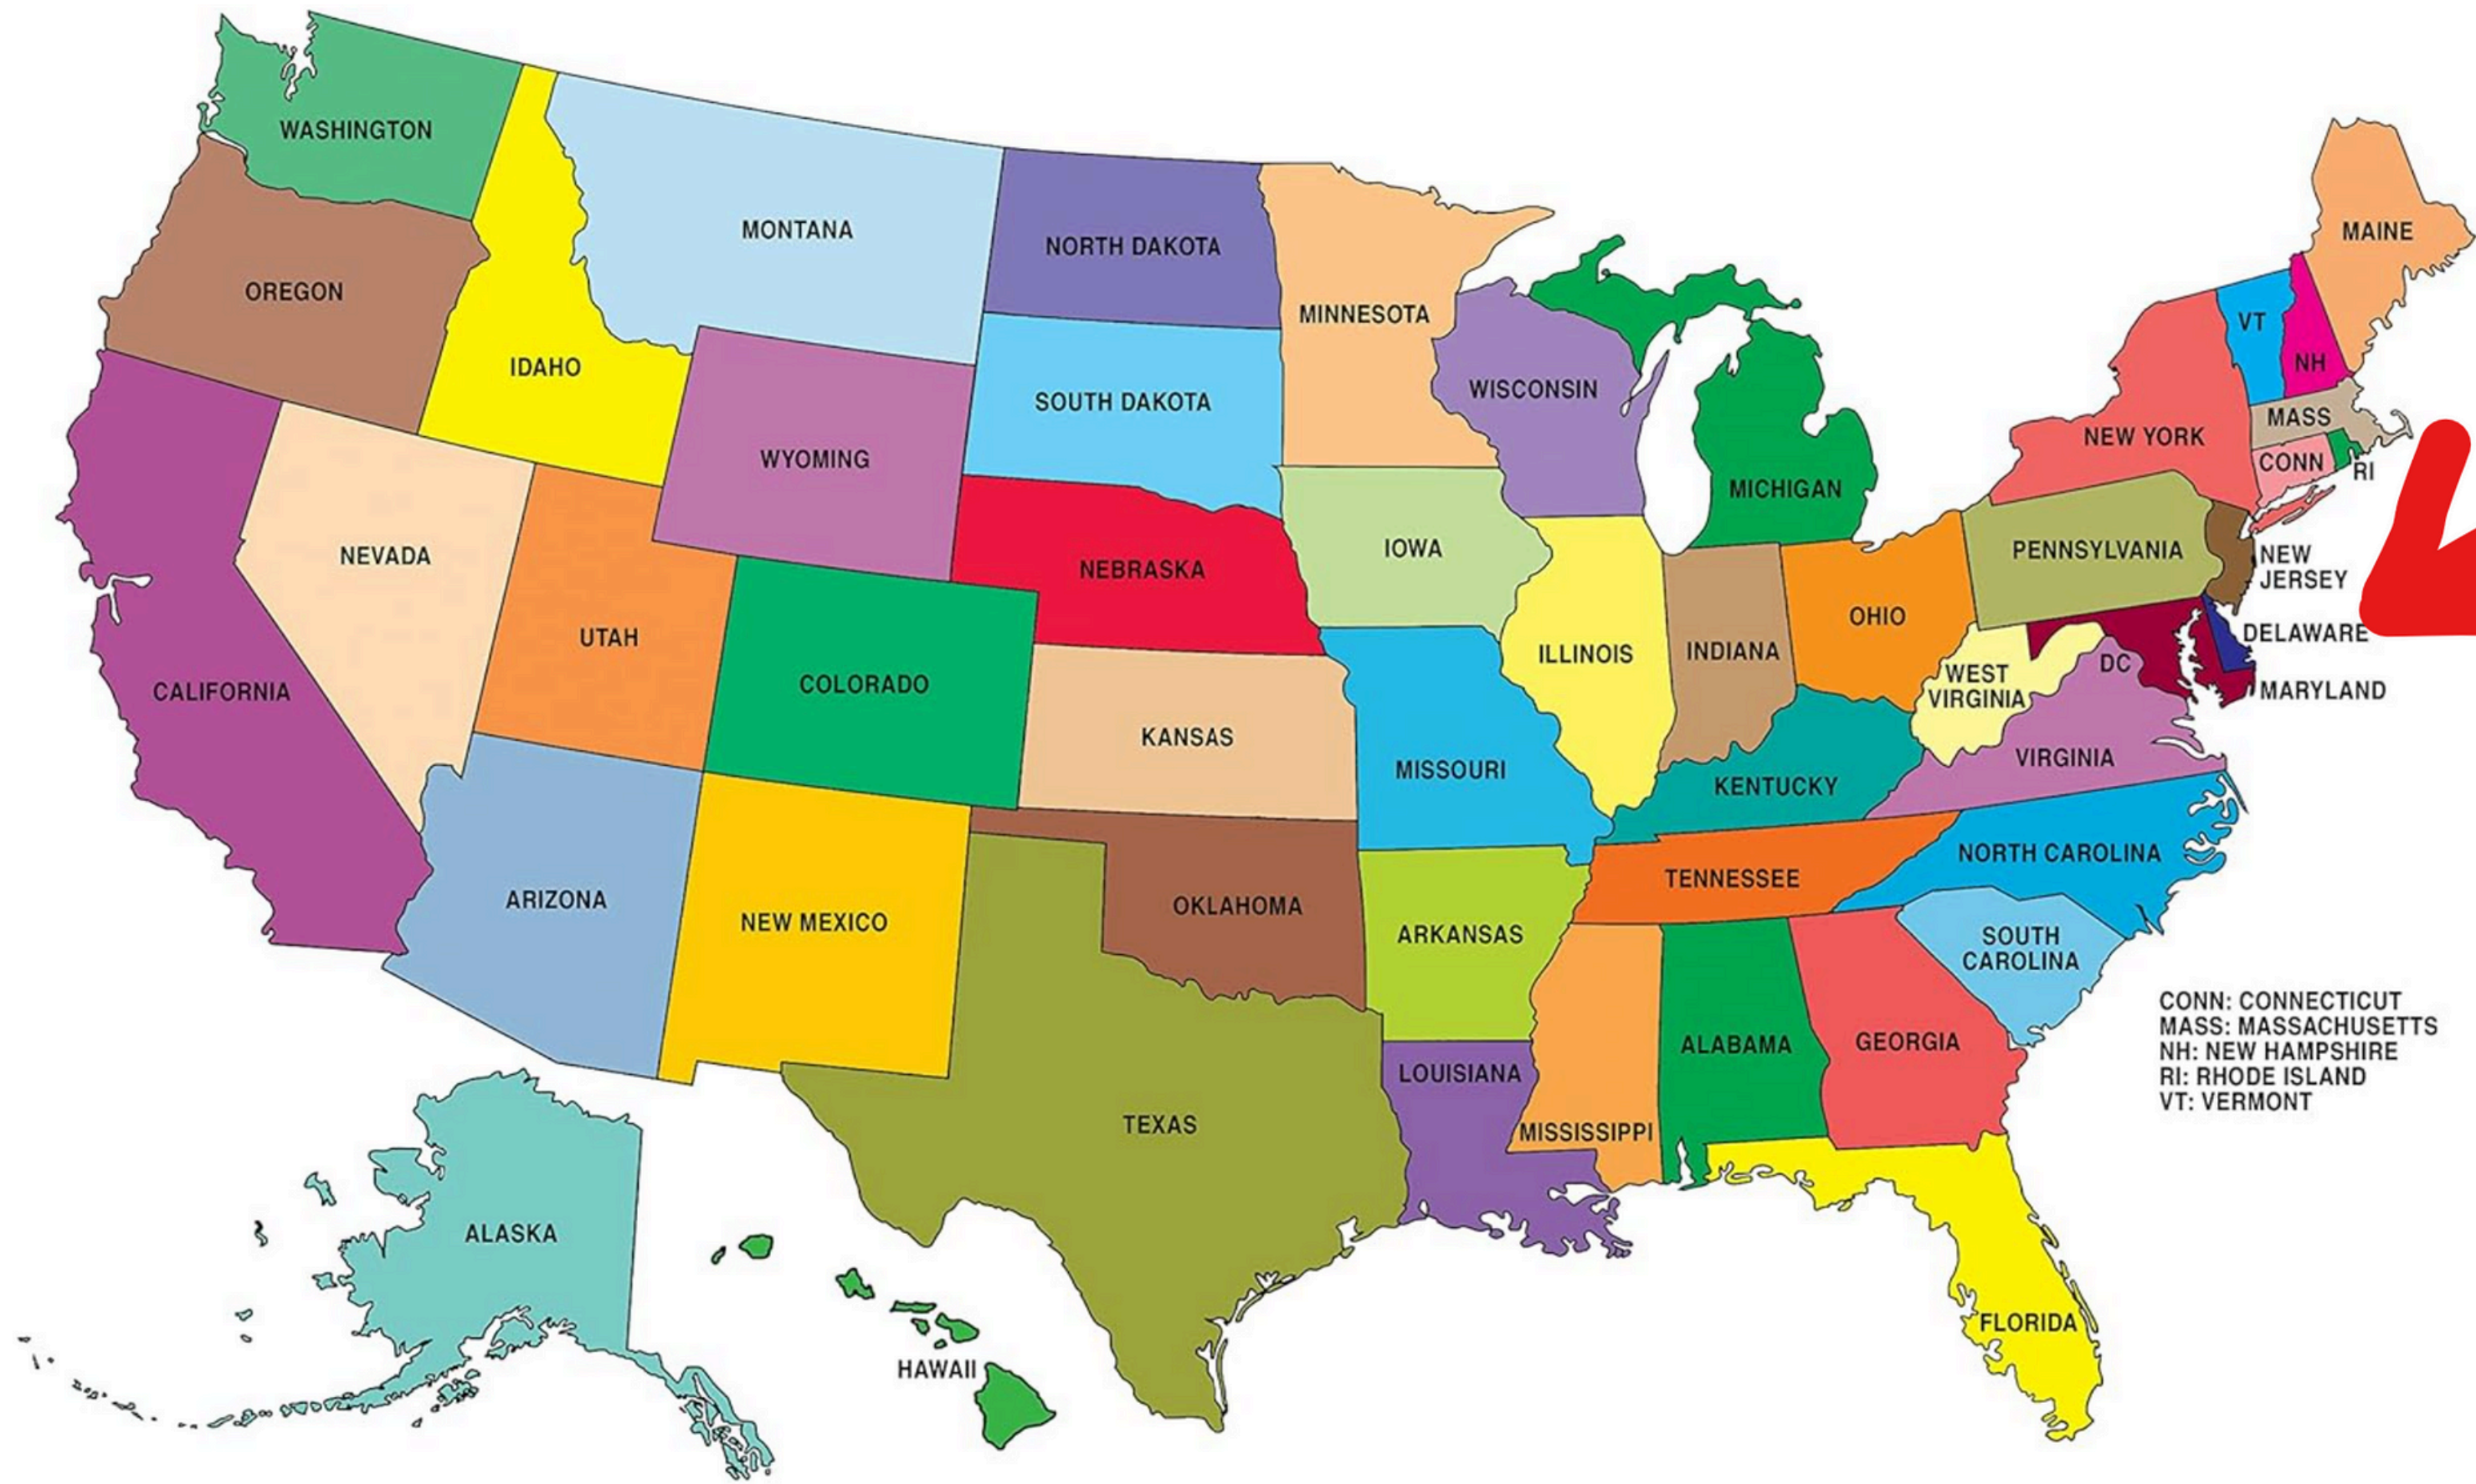 WASHINGTON
MONTANA
NORTH DAKOTA
MINNESOTA
MAINE
OREGON
IDAHO
WYOMING
SOUTH DAKOTA
WISCONSIN
MICHIGAN
VT
NH
NEW YORK
MASS
CONN
RI
NEVADA
UTAH
COLORADO
NEBRASKA
IOWA
ILLINOIS
INDIANA
OHIO
PENNSYLVANIA
NEW
JERSEY
DELAWARE
MARYLAND
DC
WEST
VIRGINIA
VIRGINIA
CALIFORNIA
KANSAS
MISSOURI
KENTUCKY
ARIZONA
NEW MEXICO
OKLAHOMA
ARKANSAS
TENNESSEE
NORTH CAROLINA
SOUTH
CAROLINA
TEXAS
LOUISIANA
MISSISSIPPI
ALABAMA
GEORGIA
FLORIDA
ALASKA
HAWAII
CONN: CONNECTICUT
MASS: MASSACHUSETTS
NH: NEW HAMPSHIRE
RI: RHODE ISLAND
VT: VERMONT